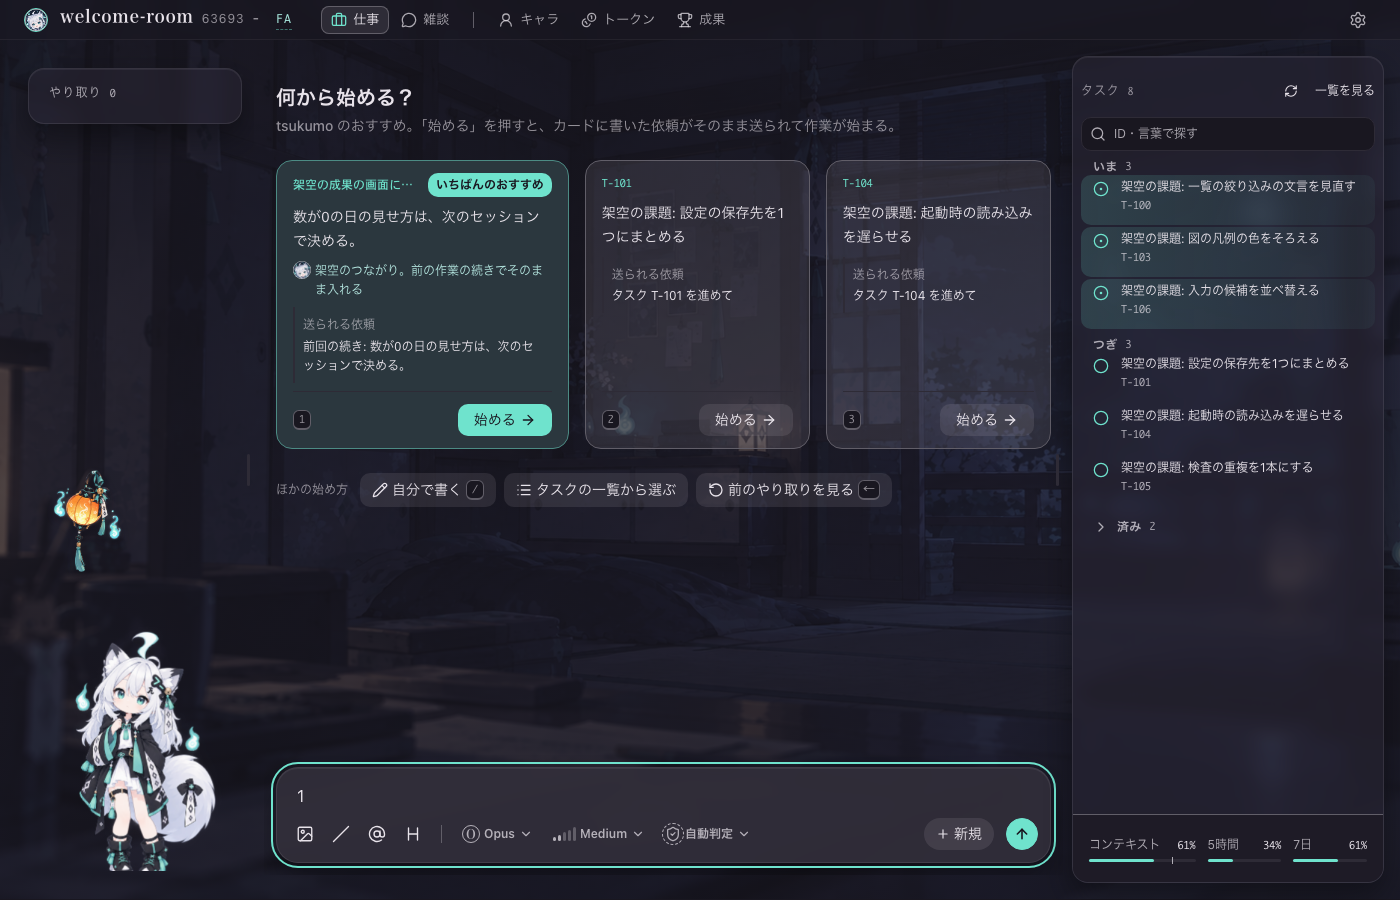 welcome-room 63693 - FA 仕事 雑談 キャラ トークン 成果
やり取り 0
何から始める？
tsukumo のおすすめ。「始める」を押すと、カードに書いた依頼がそのまま送られて作業が始まる。
架空の成果の画面に… いちばんのおすすめ
数が0の日の見せ方は、次のセッション
で決める。
架空のつながり。前の作業の続きでそのま
ま入れる
送られる依頼
前回の続き: 数が0の日の見せ方は、次のセ
ッションで決める。
1 始める →
T-101
架空の課題: 設定の保存先を1
つにまとめる
送られる依頼
タスク T-101 を進めて
2 始める →
T-104
架空の課題: 起動時の読み込み
を遅らせる
送られる依頼
タスク T-104 を進めて
3 始める →
ほかの始め方 自分で書く / タスクの一覧から選ぶ 前のやり取りを見る ←
1
@ H Opus Medium 自動判定 + 新規
タスク 8 一覧を見る
ID・言葉で探す
いま 3
架空の課題: 一覧の絞り込みの文言を見直す
T-100
架空の課題: 図の凡例の色をそろえる
T-103
架空の課題: 入力の候補を並べ替える
T-106
つぎ 3
架空の課題: 設定の保存先を1つにまとめる
T-101
架空の課題: 起動時の読み込みを遅らせる
T-104
架空の課題: 検査の重複を1本にする
T-105
済み 2
コンテキスト 61% 5時間 34% 7日 61%